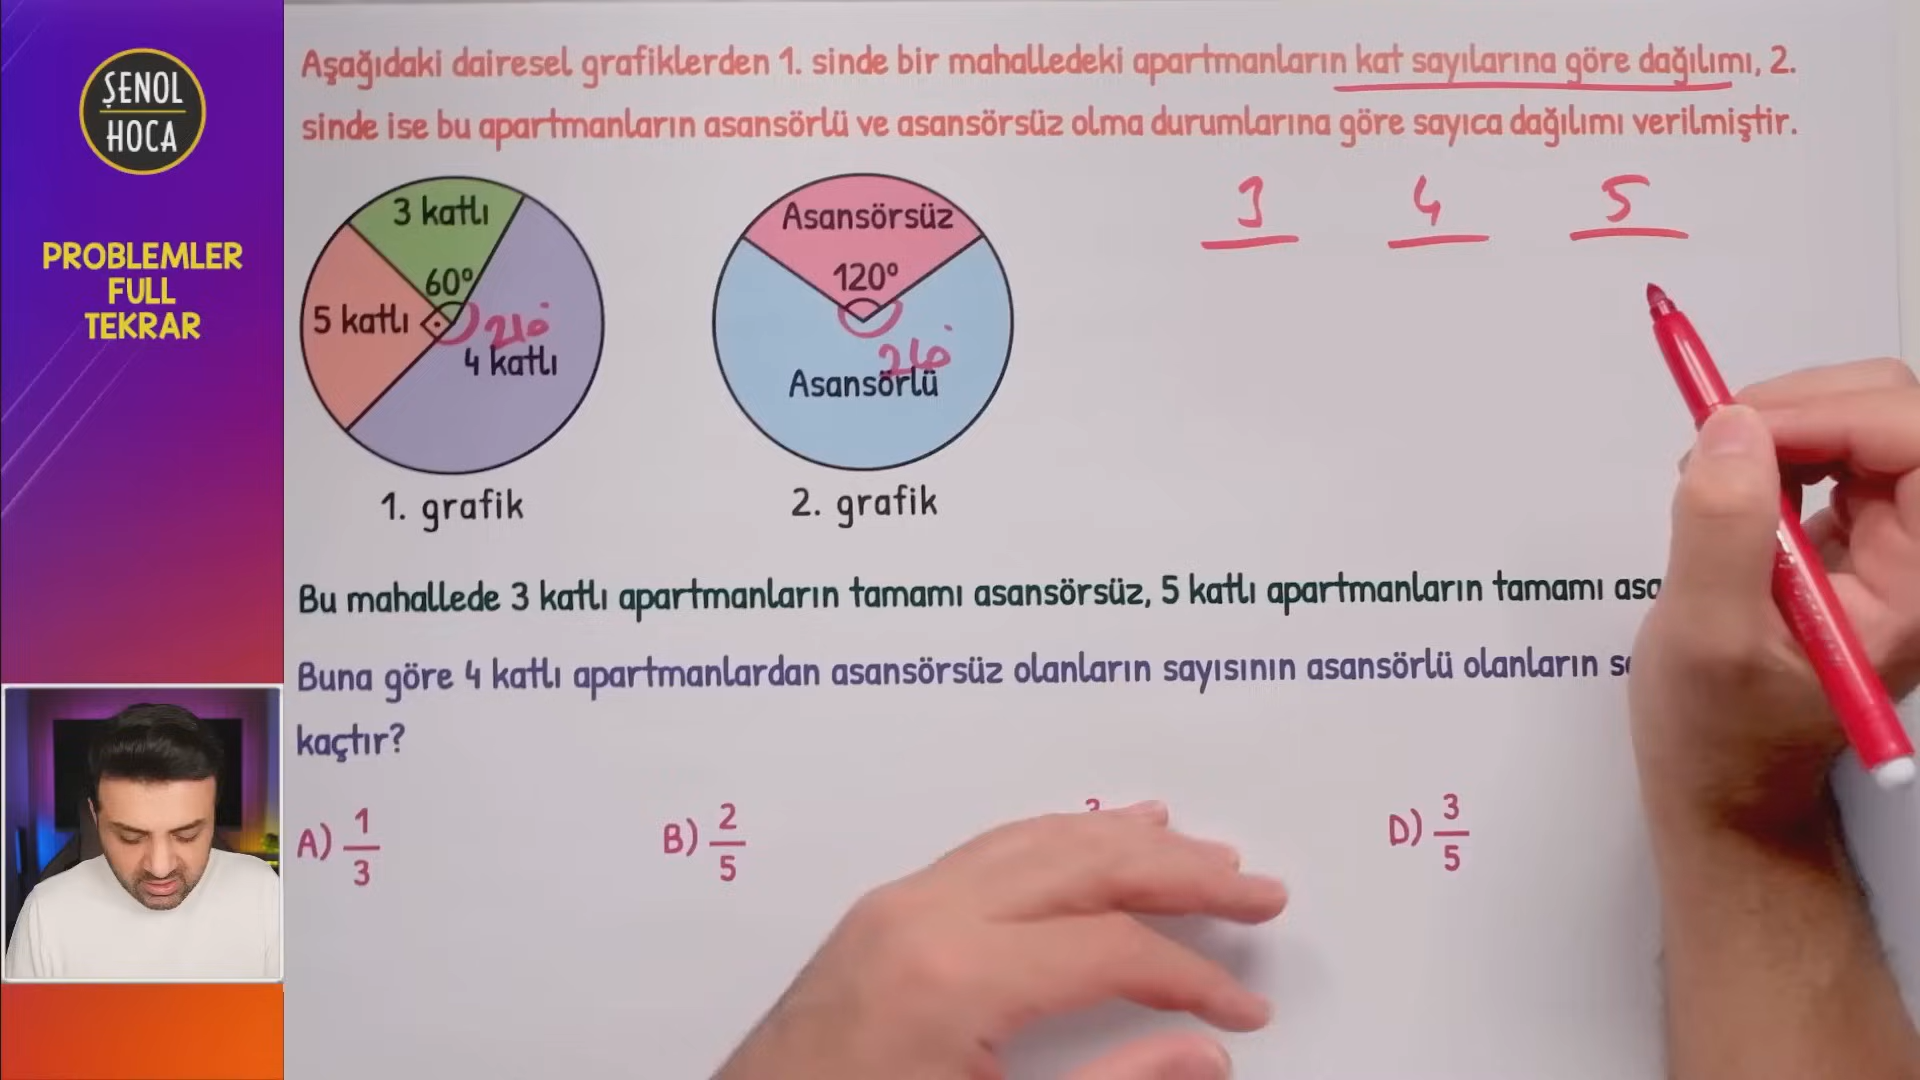 ŞENOL
HOCA
PROBLEMLER
FULL
TEKRAR
Aşağıdaki dairesel grafiklerden 1. sinde bir mahalledeki apartmanların kat sayılarına göre dağılımı, 2.
sinde ise bu apartmanların asansörlü ve asansörsüz olma durumlarına göre sayıca dağılımı verilmiştir.
3 katlı
60°
5 katlı
210°
4 katlı
1. grafik
Asansörsüz
120°
240°
Asansörlü
2. grafik
3 4 5
Bu mahallede 3 katlı apartmanların tamamı asansörsüz, 5 katlı apartmanların tamamı
Buna göre 4 katlı apartmanlardan asansörsüz olanların sayısının asansörlü olanların
kaçtır?
A) 1/3
B) 2/5
D) 3/5